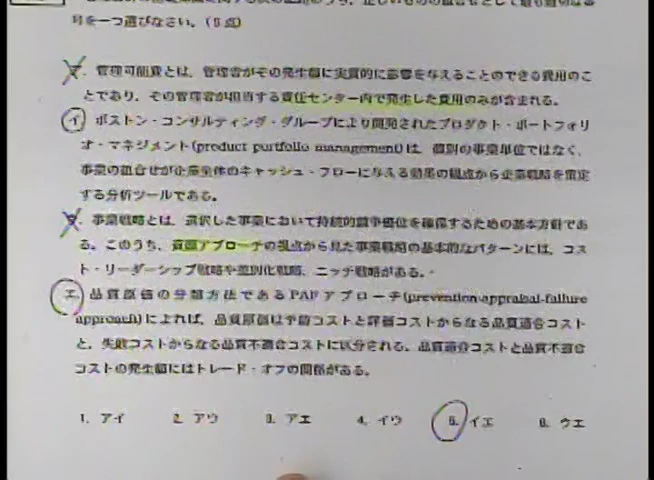 号を一つ選びなさい。(5点)
ア. 管理可能費とは、管理者がその発生額に実質的に影響を与えることのできる費用のこ
とであり、その管理者が担当する責任センター内で発生した費用のみが含まれる。
イ. ボストン・コンサルティング・グループにより開発されたプロダクト・ポートフォリ
オ・マネジメント(product portfolio management)は、個別の事業単位ではなく、
事業の組合せが企業全体のキャッシュ・フローに与える効果の観点から企業戦略を策定
する分析ツールである。
ウ. 事業戦略とは、選択した事業において持続的競争優位を確保するための基本方針であ
る。このうち、資源アプローチの視点から見た事業戦略の基本的なパターンには、コス
ト・リーダーシップ戦略や差別化戦略、ニッチ戦略がある。
エ. 品質原価の分類方法であるPAFアプローチ(prevention-appraisal-failure
approach)によれば、品質原価は予防コストと評価コストからなる品質適合コスト
と、失敗コストからなる品質不適合コストに区分される。品質適合コストと品質不適合
コストの発生額にはトレード・オフの関係がある。
1. アイ 2. アウ 3. アエ 4. イウ 5. イエ 6. ウエ